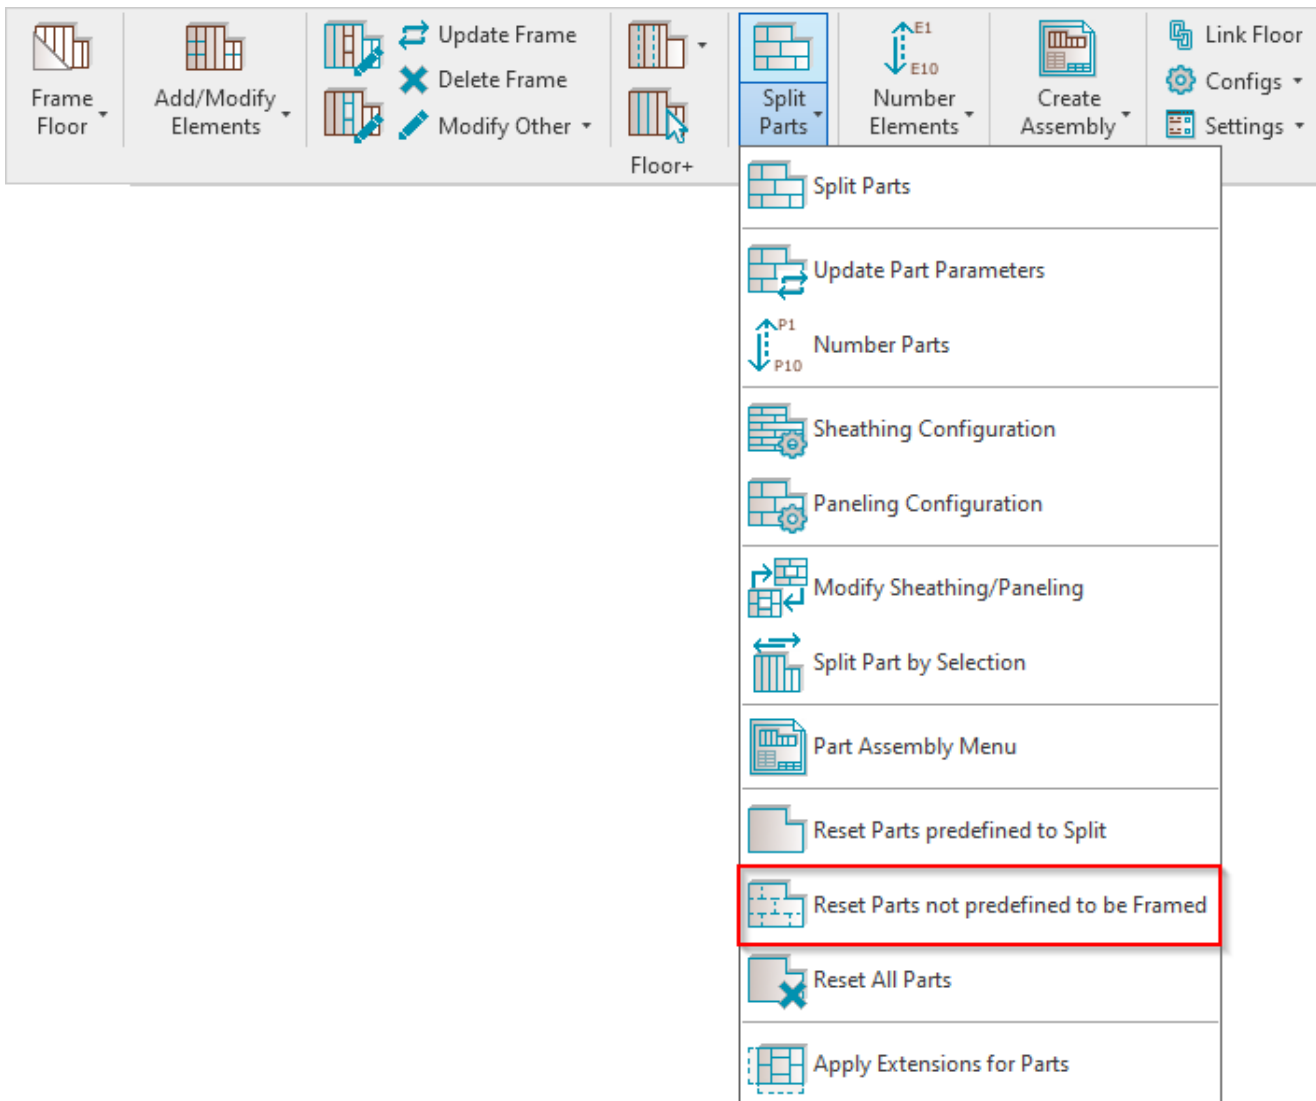 Frame
Floor
Add/Modify
Elements
Update Frame
Delete Frame
Modify Other
Floor+
Split
Parts
E1
E10
Number
Elements
Create
Assembly
Link Floor
Configs
Settings
Split Parts
Update Part Parameters
P1
P10
Number Parts
Sheathing Configuration
Paneling Configuration
Modify Sheathing/Paneling
Split Part by Selection
Part Assembly Menu
Reset Parts predefined to Split
Reset Parts not predefined to be Framed
Reset All Parts
Apply Extensions for Parts